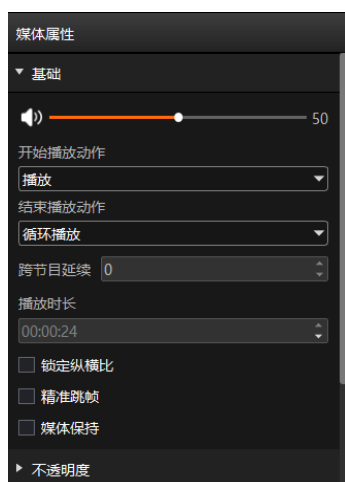 媒体属性
基础
50
开始播放动作
播放
结束播放动作
循环播放
跨节目延续 0
播放时长
00:00:24
锁定纵横比
精准跳帧
媒体保持
不透明度